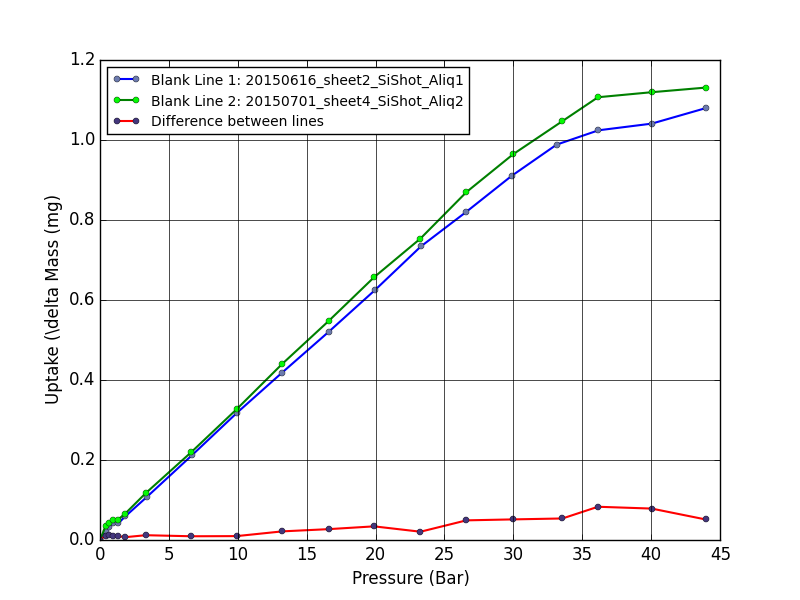 Blank Line 1: 20150616_sheet2_SiShot_Aliq1
Blank Line 2: 20150701_sheet4_SiShot_Aliq2
Difference between lines
Uptake (\delta Mass (mg)
1.2
1.0
0.8
0.6
0.4
0.2
0.0
0 5 10 15 20 25 30 35 40 45
Pressure (Bar)